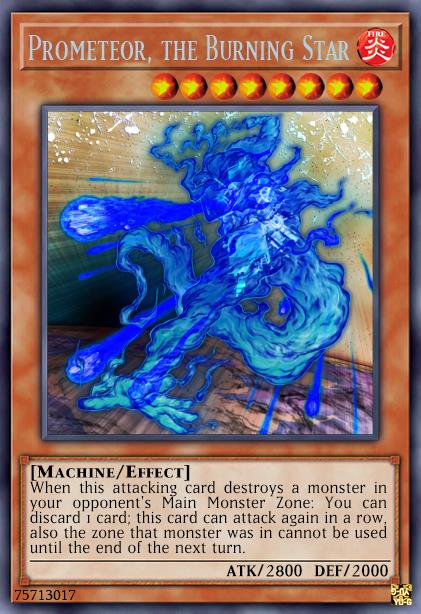 PROMETEOR, THE BURNING STAR
FIRE
炎
[MACHINE/EFFECT]
When this attacking card destroys a monster in
your opponent's Main Monster Zone: You can
discard 1 card; this card can attack again in a row,
also the zone that monster was in cannot be used
until the end of the next turn.
ATK/2800 DEF/2000
75713017